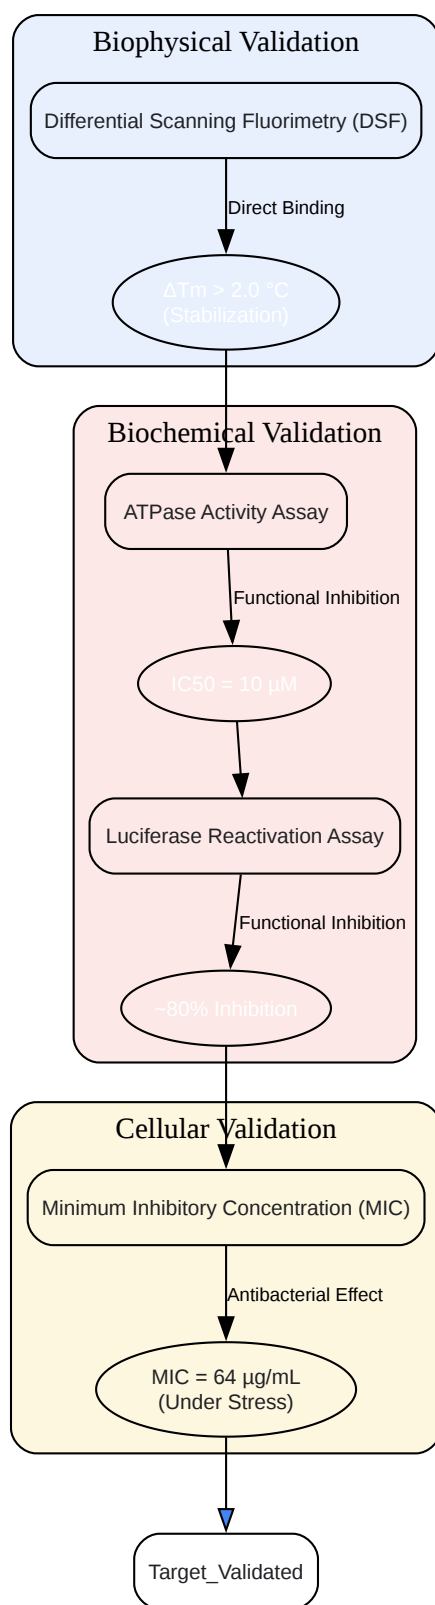 Biophysical Validation
Differential Scanning Fluorimetry (DSF)
Direct Binding
ΔTm > 2.0 °C
(Stabilization)
Biochemical Validation
ATPase Activity Assay
Functional Inhibition
IC50 = 10 µM
Luciferase Reactivation Assay
Functional Inhibition
~80% Inhibition
Cellular Validation
Minimum Inhibitory Concentration (MIC)
Antibacterial Effect
MIC = 64 µg/mL
(Under Stress)
Target_Validated